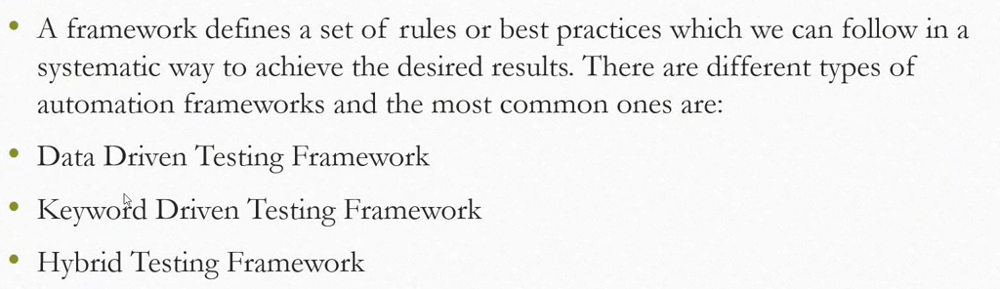 • A framework defines a set of rules or best practices which we can follow in a
systematic way to achieve the desired results. There are different types of
automation frameworks and the most common ones are:
• Data Driven Testing Framework
• Keyword Driven Testing Framework
• Hybrid Testing Framework